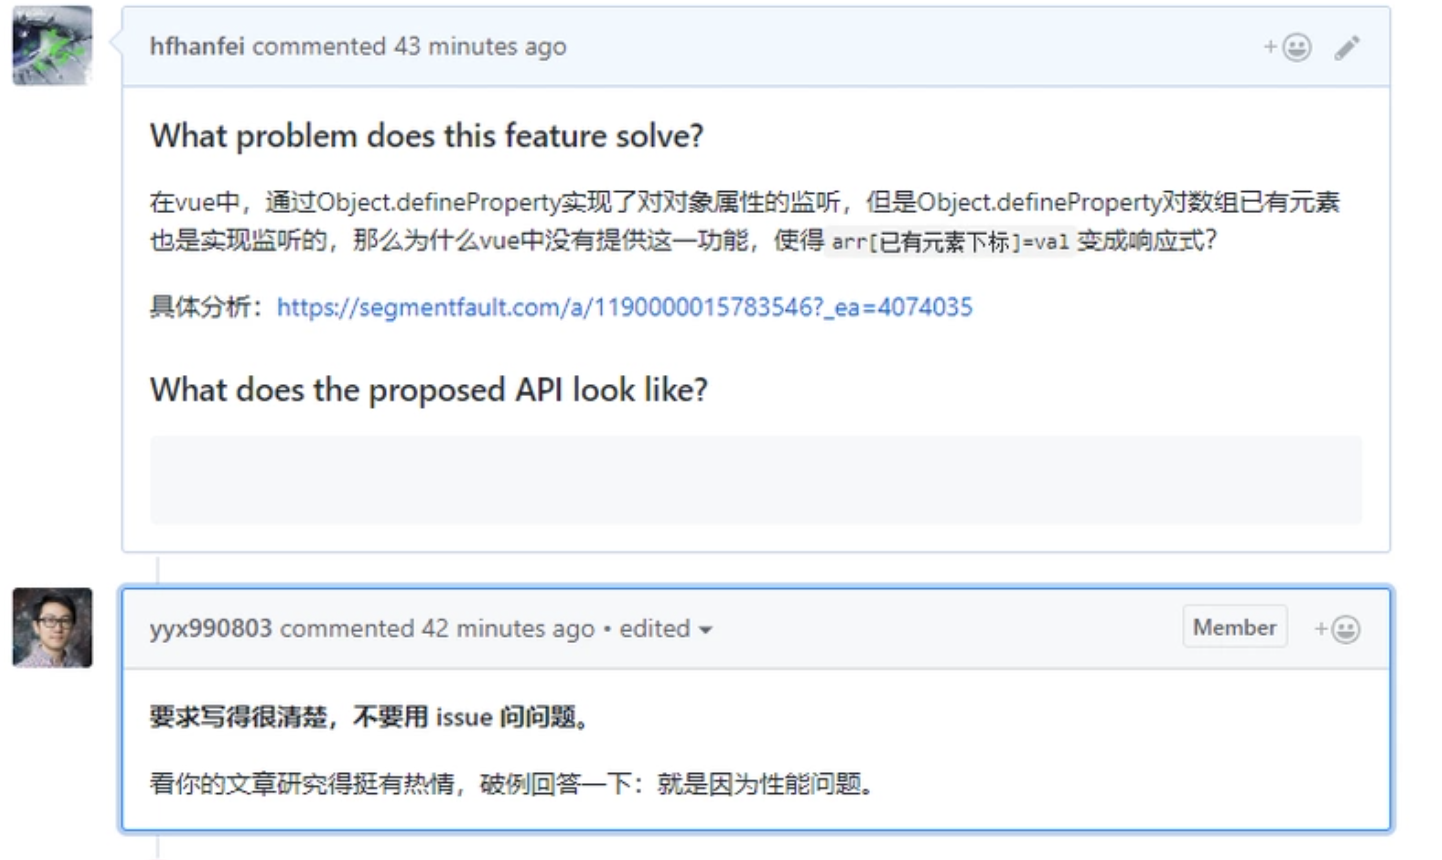 hfhanfei commented 43 minutes ago
What problem does this feature solve?
在vue中，通过Object.defineProperty实现了对对象属性的监听，但是Object.defineProperty对数组已有元素
也是实现监听的，那么为什么vue中没有提供这一功能，使得 arr[已有元素下标]=val 变成响应式？
具体分析：https://segmentfault.com/a/1190000015783546?_ea=4074035
What does the proposed API look like?
yyx990803 commented 42 minutes ago • edited
Member
要求写得很清楚，不要用 issue 问问题。
看你的文章研究得挺有热情，破例回答一下：就是因为性能问题。